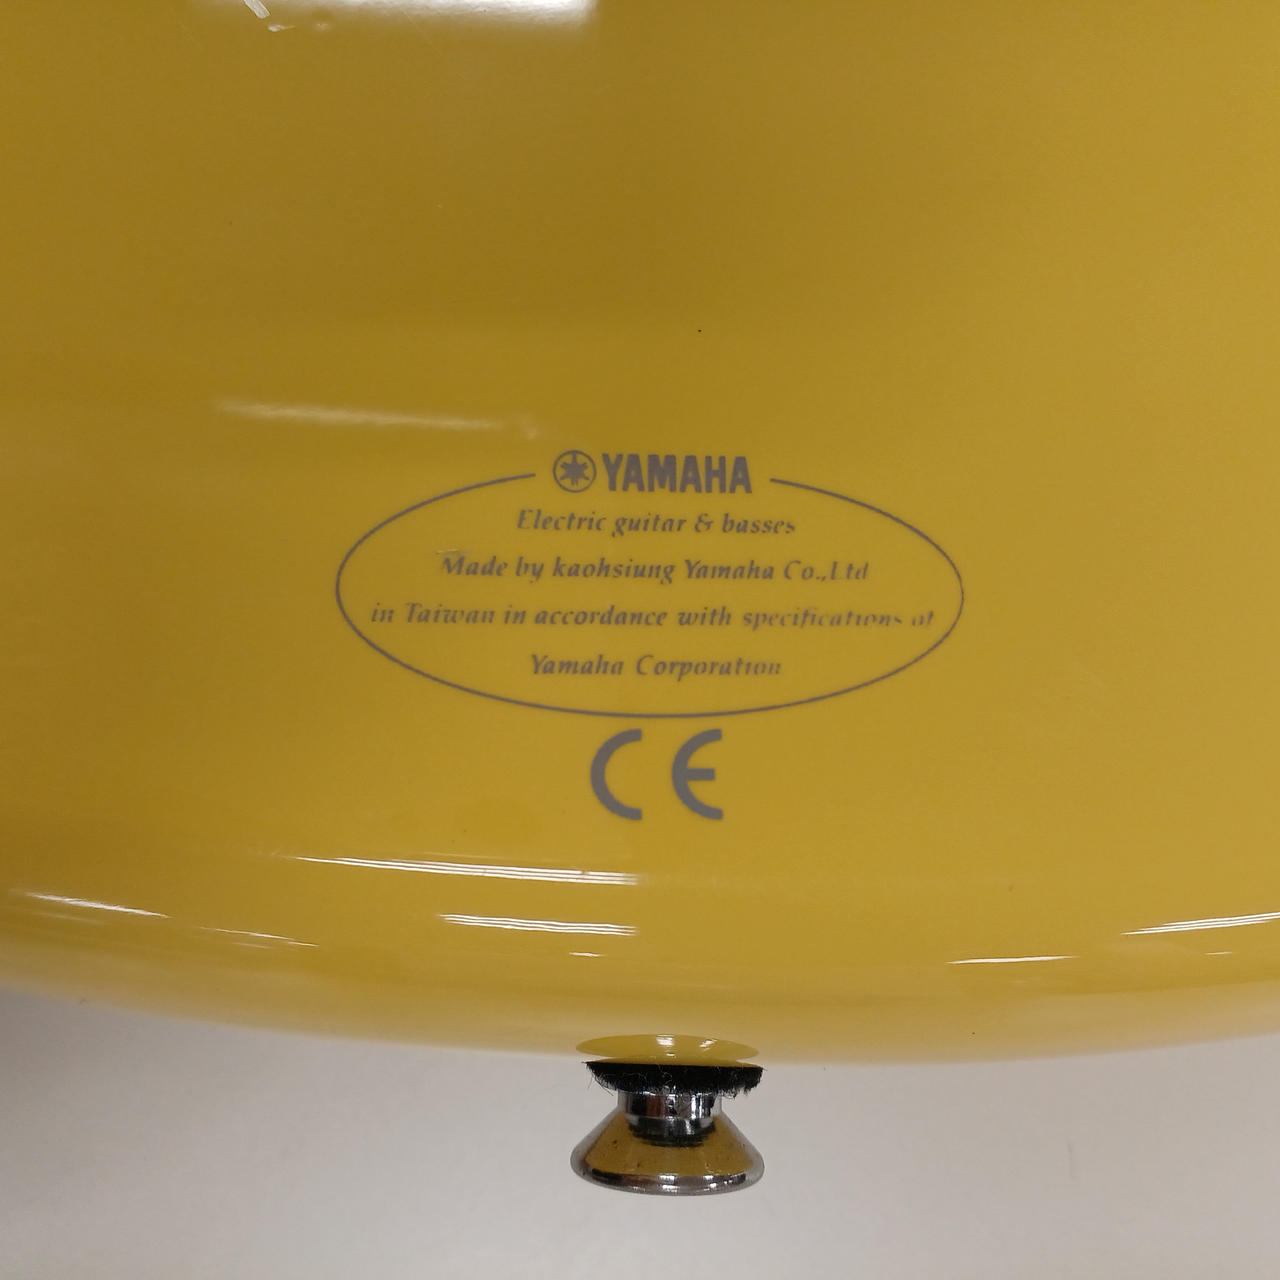 YAMAHA
Electric guitar & basses
Made by kaohsiung Yamaha Co.,Ltd
in Taiwan in accordance with specifications of
Yamaha Corporation
CE